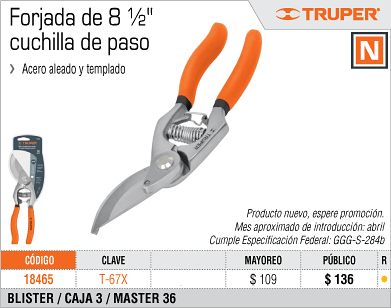 Forjada de 8 ½"
cuchilla de paso
Acero aleado y templado
TRUPER
N
Producto nuevo, espere promoción.
Mes aproximado de introducción: abril
Cumple Especificación Federal: GGG-S-284b
CÓDIGO CLAVE MAYOREO PÚBLICO R
18465 T-67X $ 109 $ 136
BLISTER / CAJA 3 / MASTER 36